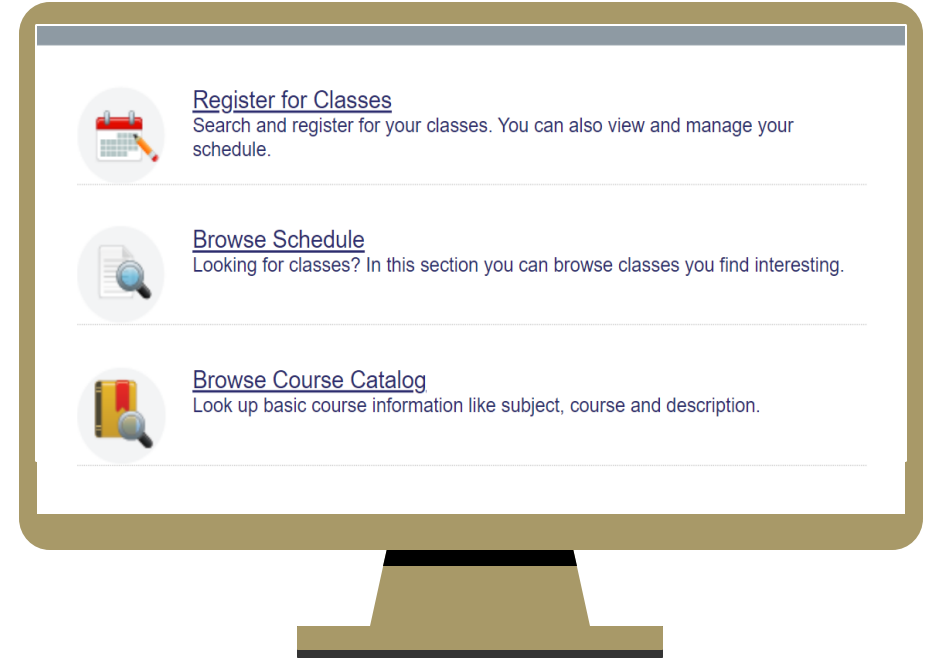 Register for Classes
Search and register for your classes. You can also view and manage your
schedule.
Browse Schedule
Looking for classes? In this section you can browse classes you find interesting.
Browse Course Catalog
Look up basic course information like subject, course and description.